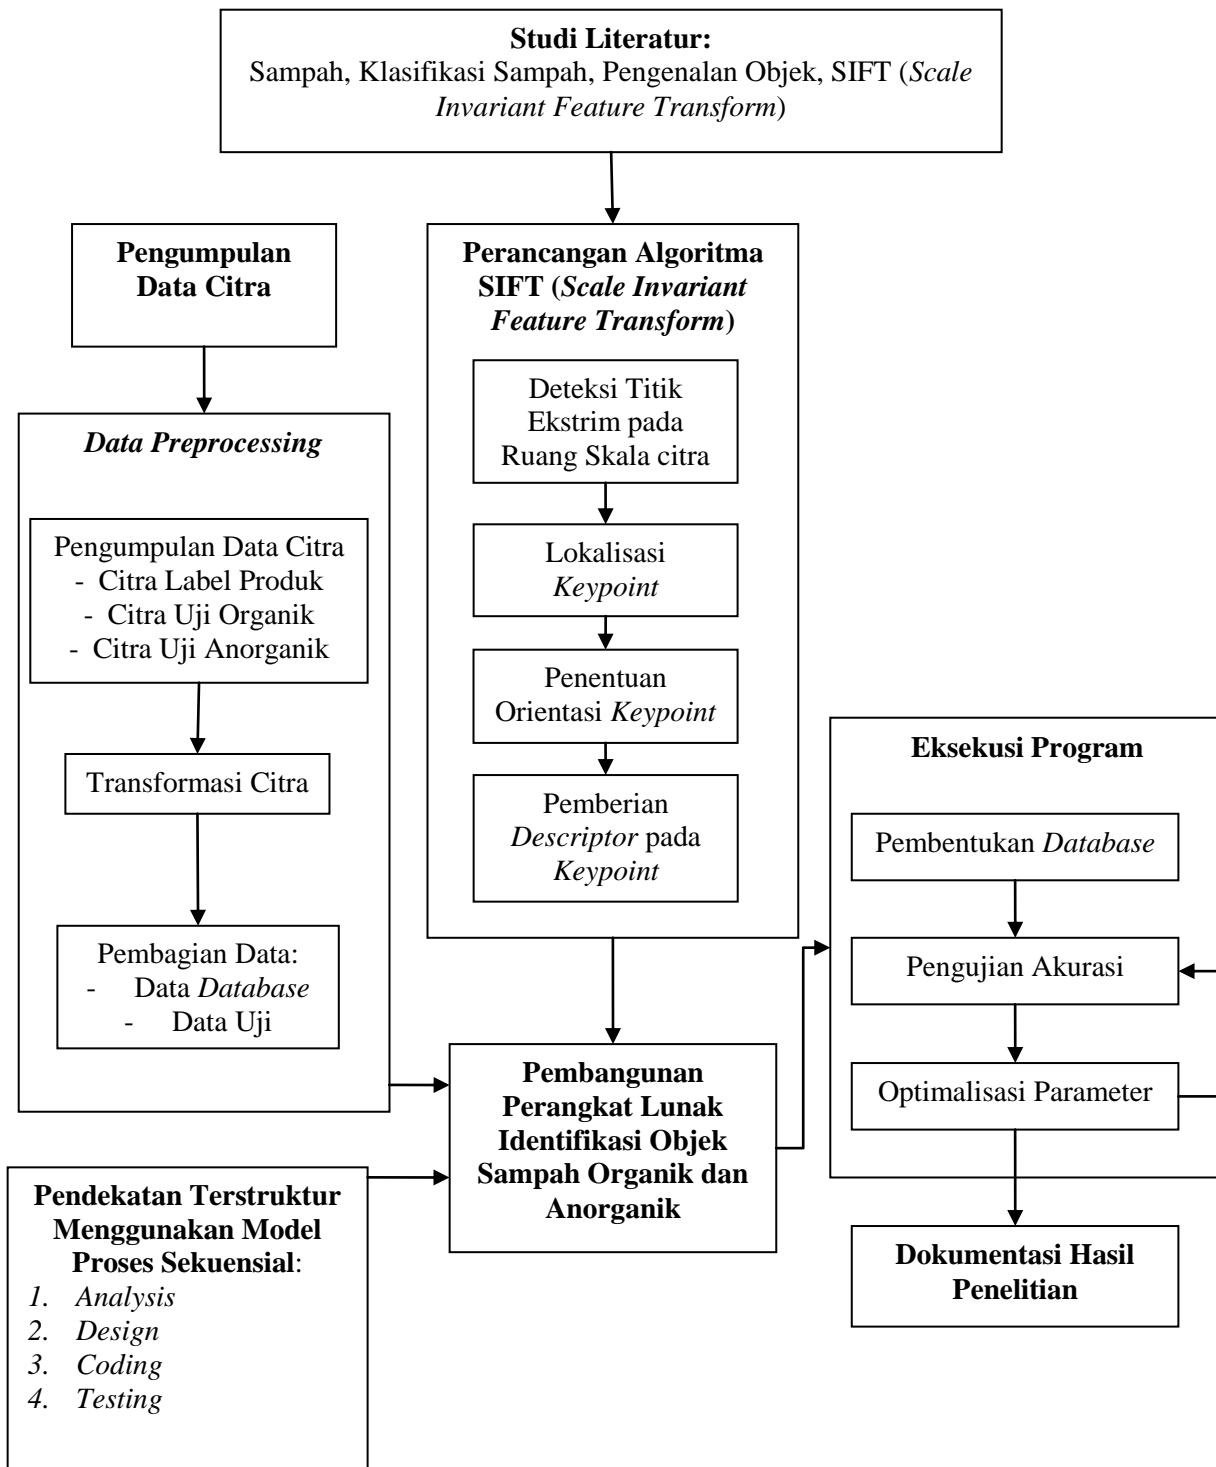 Studi Literatur:
Sampah, Klasifikasi Sampah, Pengenalan Objek, SIFT (Scale
Invariant Feature Transform)
Pengumpulan
Data Citra
Data Preprocessing
Pengumpulan Data Citra
- Citra Label Produk
- Citra Uji Organik
- Citra Uji Anorganik
Transformasi Citra
Pembagian Data:
- Data Database
- Data Uji
Pendekatan Terstruktur
Menggunakan Model
Proses Sekuensial:
1. Analysis
2. Design
3. Coding
4. Testing
Perancangan Algoritma
SIFT (Scale Invariant
Feature Transform)
Deteksi Titik
Ekstrim pada
Ruang Skala citra
Lokalisasi
Keypoint
Penentuan
Orientasi Keypoint
Pemberian
Descriptor pada
Keypoint
Pembangunan
Perangkat Lunak
Identifikasi Objek
Sampah Organik dan
Anorganik
Eksekusi Program
Pembentukan Database
Pengujian Akurasi
Optimalisasi Parameter
Dokumentasi Hasil
Penelitian